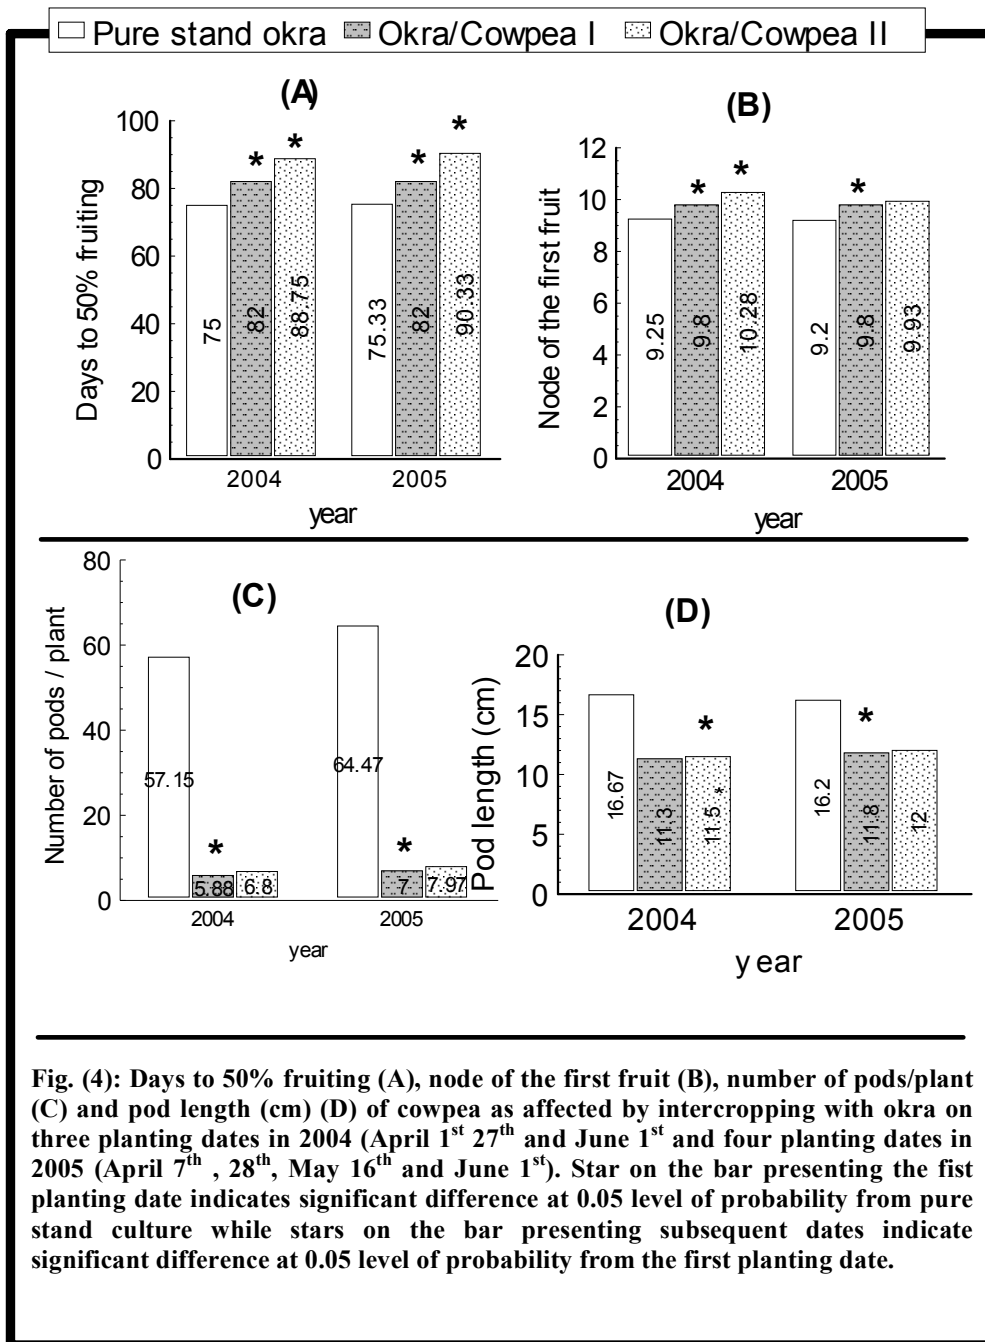 Pure stand okra Okra/Cowpea I Okra/Cowpea II
(A)
Days to 50% fruiting
100
80
60
40
20
0
75
82
88.75
75.33
82
90.33
* * * *
2004 2005
year
(B)
Node of the first fruit
12
10
8
6
4
2
0
9.25
9.8
10.28
9.2
9.8
9.93
* * *
2004 2005
year
(C)
Number of pods / plant
80
60
40
20
0
57.15
5.88
6.8
64.47
7
7.97
* *
2004 2005
year
(D)
Pod length (cm)
20
15
10
5
0
16.67
11.3
11.5 *
16.2
11.8
12
* *
2004 2005
year
Fig. (4): Days to 50% fruiting (A), node of the first fruit (B), number of pods/plant
(C) and pod length (cm) (D) of cowpea as affected by intercropping with okra on
three planting dates in 2004 (April 1st 27th and June 1st and four planting dates in
2005 (April 7th , 28th, May 16th and June 1st). Star on the bar presenting the fist
planting date indicates significant difference at 0.05 level of probability from pure
stand culture while stars on the bar presenting subsequent dates indicate
significant difference at 0.05 level of probability from the first planting date.